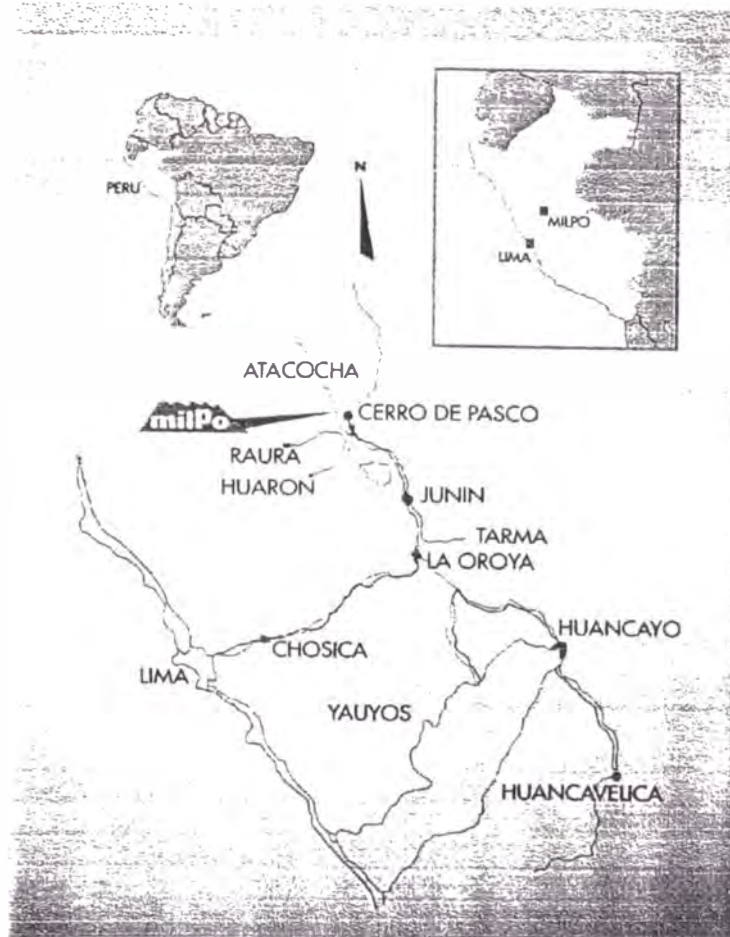 PERU
N
MILPO
LIMA
ATACOCHA
milPo
CERRO DE PASCO
RAURA
HUARON
JUNIN
TARMA
LA OROYA
HUANCAYO
CHOSICA
LIMA
YAUYOS
HUANCAVELICA